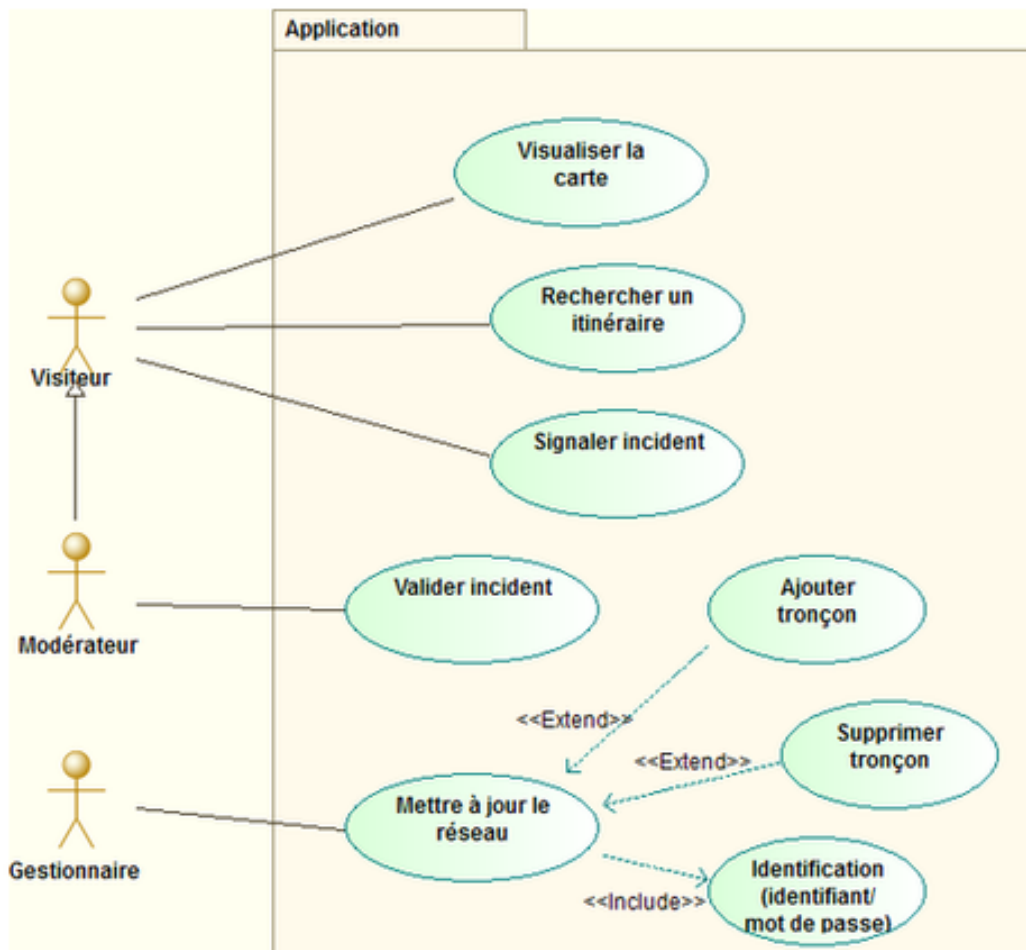 Application
Visualiser la
carte
Rechercher un
itinéraire
Visiteur
Signaler incident
Valider incident
Ajouter
tronçon
Modérateur
<<Extend>>
Supprimer
tronçon
<<Extend>>
Mettre à jour le
réseau
Gestionnaire
Identification
(identifiant/
mot de passe)
<<Include>>